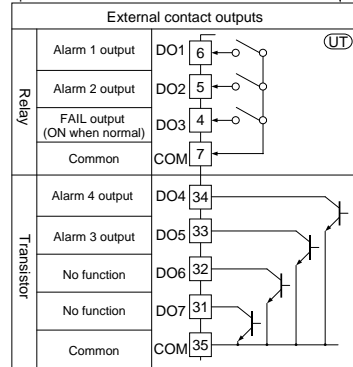 External contact outputs
UT
Relay
Alarm 1 output DO1 6
Alarm 2 output DO2 5
FAIL output
(ON when normal) DO3 4
Common COM 7
Transistor
Alarm 4 output DO4 34
Alarm 3 output DO5 33
No function DO6 32
No function DO7 31
Common COM 35